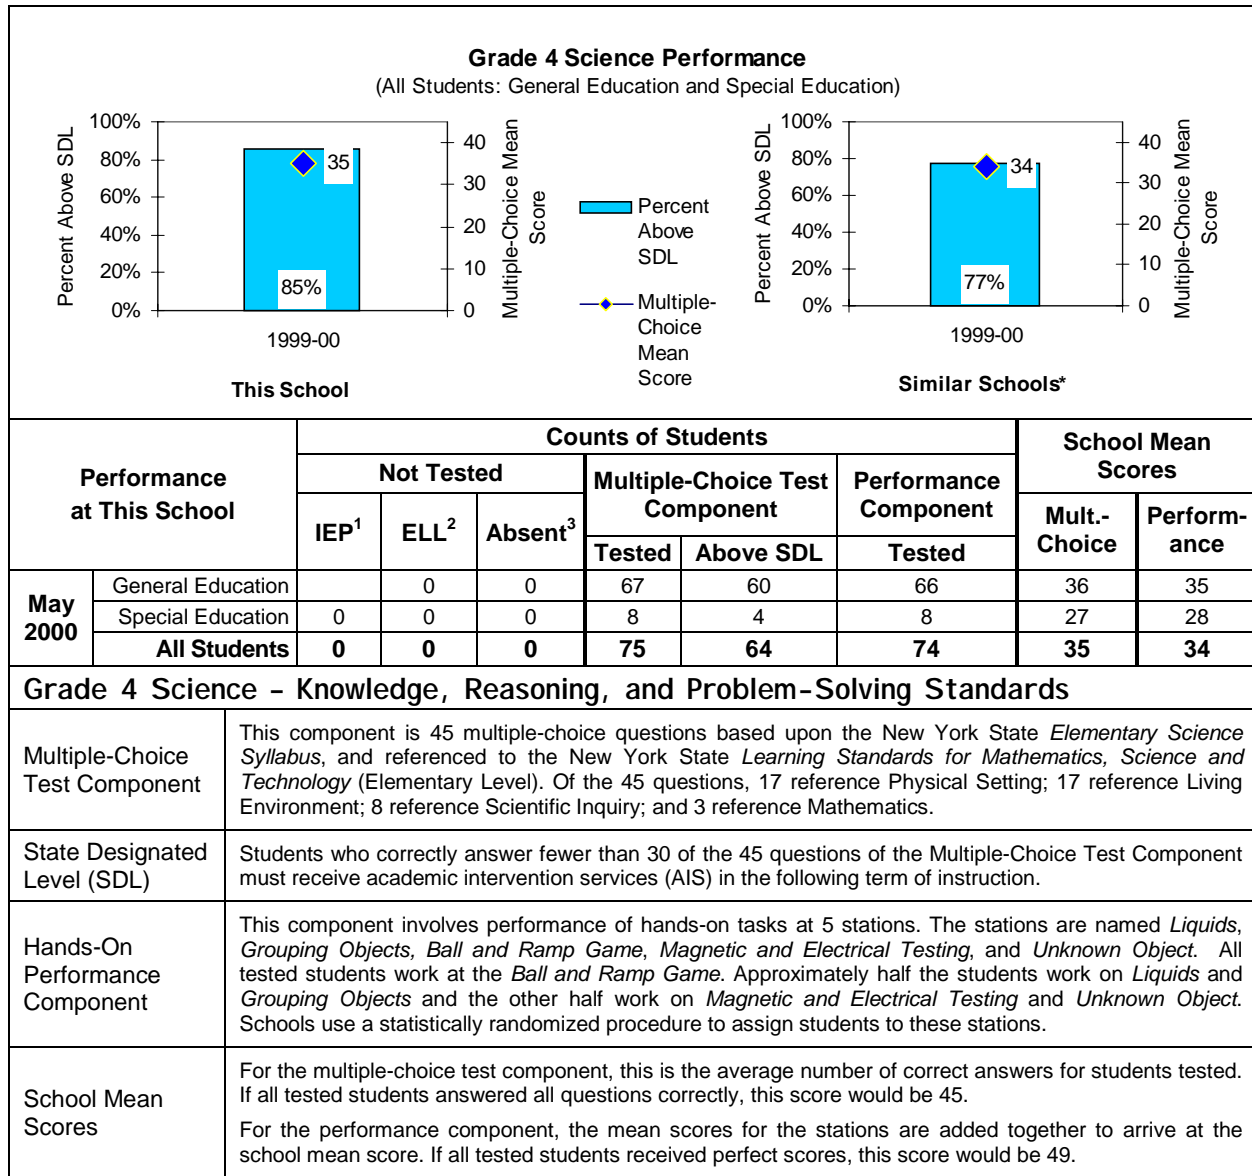 Grade 4 Science Performance
(All Students: General Education and Special Education)
Percent Above SDL
100%
80%
60%
40%
20%
0%
35
85%
40
30
20
10
0
Multiple-Choice Mean
Score
1999-00
This School
Percent
Above
SDL
Multiple-
Choice
Mean
Score
Percent Above SDL
100%
80%
60%
40%
20%
0%
34
77%
40
30
20
10
0
Multiple-Choice Mean
Score
1999-00
Similar Schools*
Performance
at This School
Counts of Students
School Mean
Scores
Not Tested
Multiple-Choice Test
Component
Performance
Component
IEP1 ELL2 Absent3
Tested Above SDL Tested
Mult.-
Choice
Perform-
ance
May
2000
General Education 0 0 67 60 66 36 35
Special Education 0 0 0 8 4 8 27 28
All Students 0 0 0 75 64 74 35 34
Grade 4 Science – Knowledge, Reasoning, and Problem-Solving Standards
Multiple-Choice
Test Component
This component is 45 multiple-choice questions based upon the New York State Elementary Science
Syllabus, and referenced to the New York State Learning Standards for Mathematics, Science and
Technology (Elementary Level). Of the 45 questions, 17 reference Physical Setting; 17 reference Living
Environment; 8 reference Scientific Inquiry; and 3 reference Mathematics.
State Designated
Level (SDL)
Students who correctly answer fewer than 30 of the 45 questions of the Multiple-Choice Test Component
must receive academic intervention services (AIS) in the following term of instruction.
Hands-On
Performance
Component
This component involves performance of hands-on tasks at 5 stations. The stations are named Liquids,
Grouping Objects, Ball and Ramp Game, Magnetic and Electrical Testing, and Unknown Object. All
tested students work at the Ball and Ramp Game. Approximately half the students work on Liquids and
Grouping Objects and the other half work on Magnetic and Electrical Testing and Unknown Object.
Schools use a statistically randomized procedure to assign students to these stations.
School Mean
Scores
For the multiple-choice test component, this is the average number of correct answers for students tested.
If all tested students answered all questions correctly, this score would be 45.
For the performance component, the mean scores for the stations are added together to arrive at the
school mean score. If all tested students received perfect scores, this score would be 49.